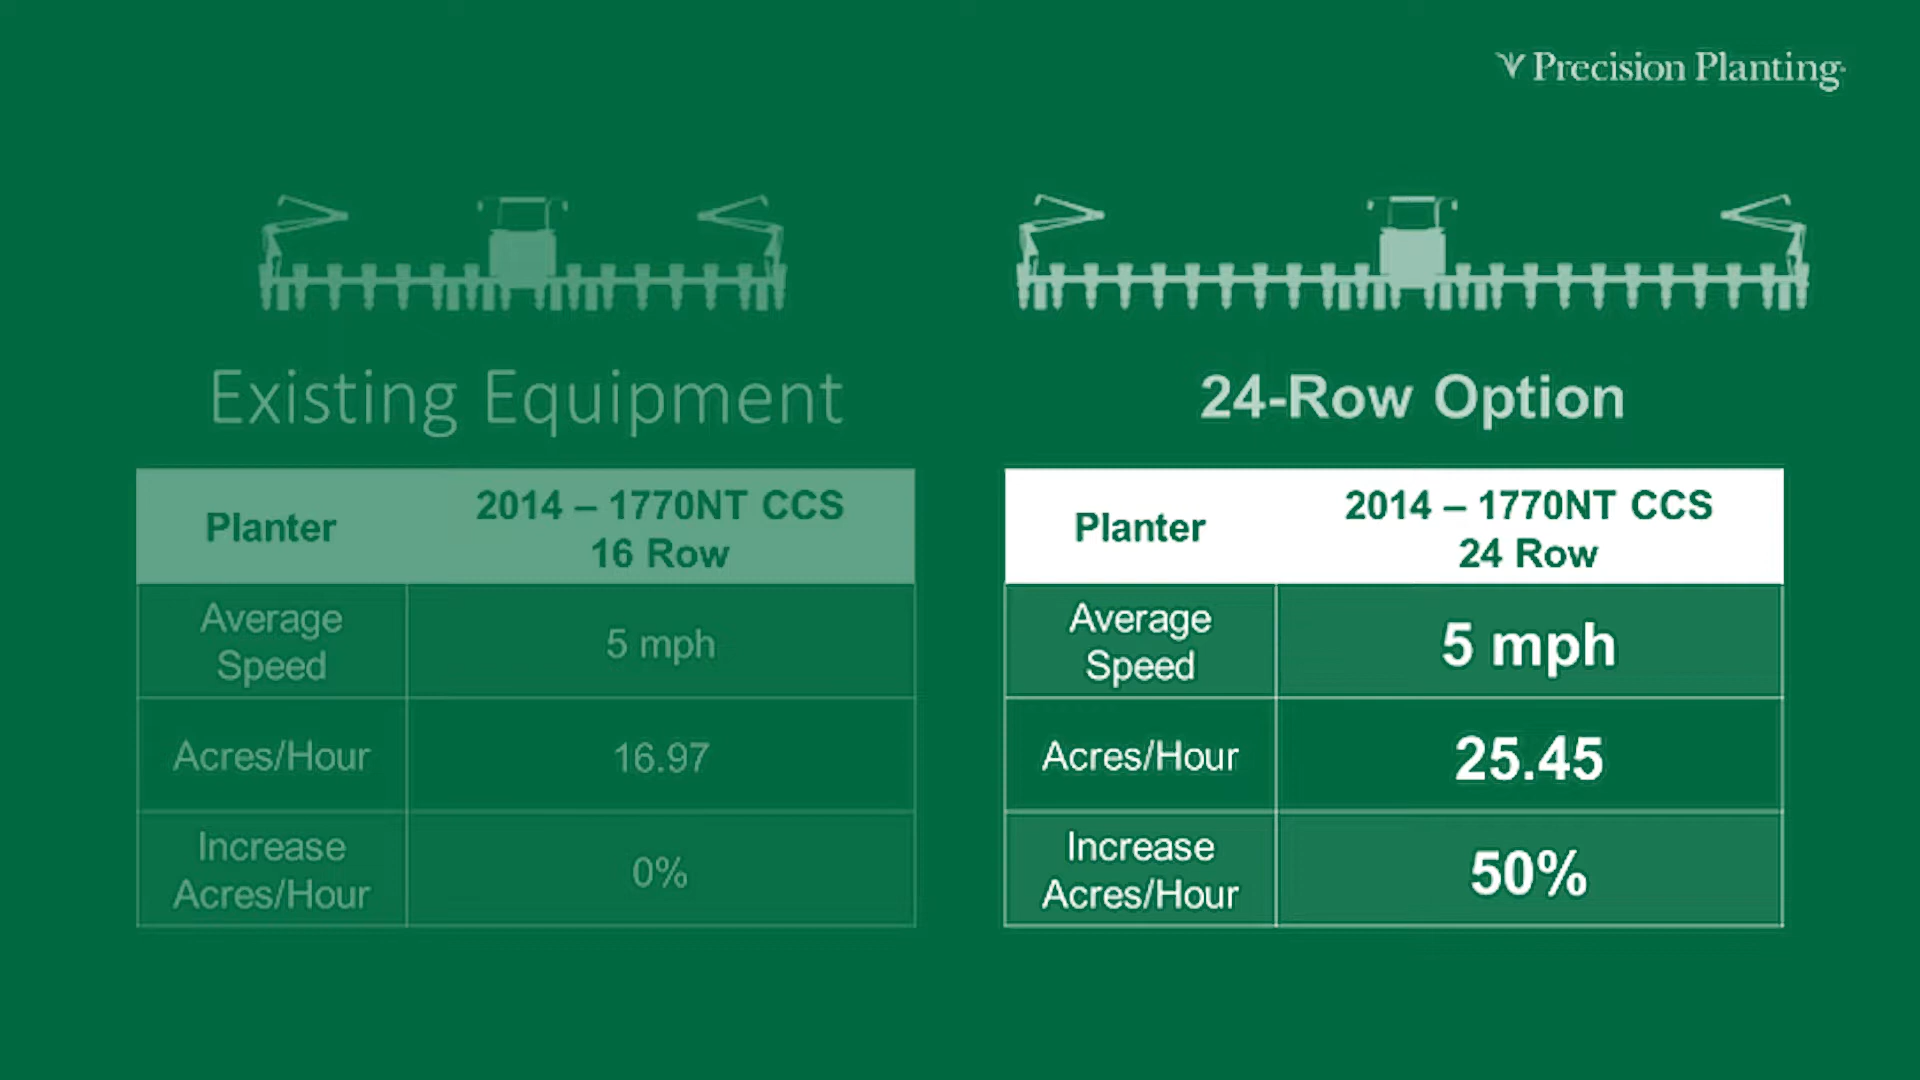 Precision Planting
Existing Equipment
Planter
2014 – 1770NT CCS
16 Row
Average
Speed
5 mph
Acres/Hour
16.97
Increase
Acres/Hour
0%
24-Row Option
Planter
2014 – 1770NT CCS
24 Row
Average
Speed
5 mph
Acres/Hour
25.45
Increase
Acres/Hour
50%